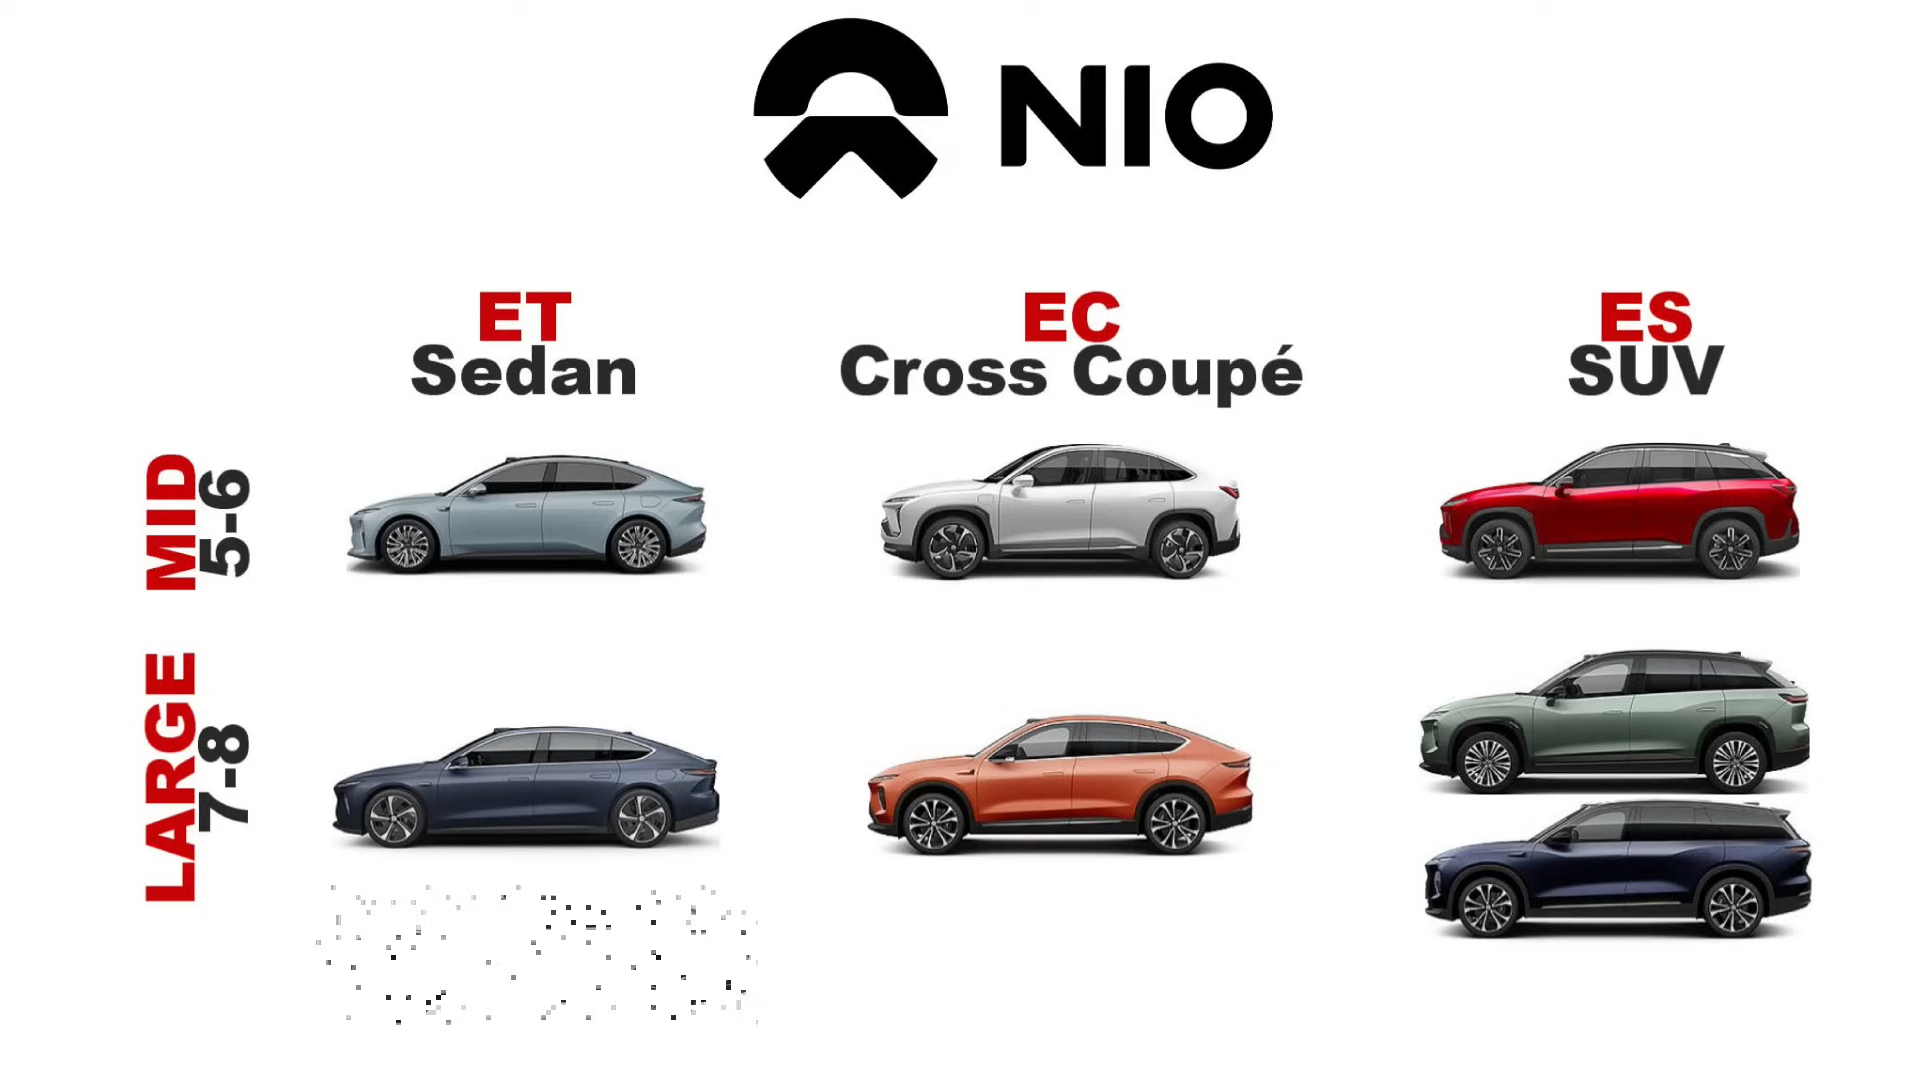 NIO
ET
Sedan
EC
Cross Coupé
ES
SUV
MID
5-6
LARGE
7-8